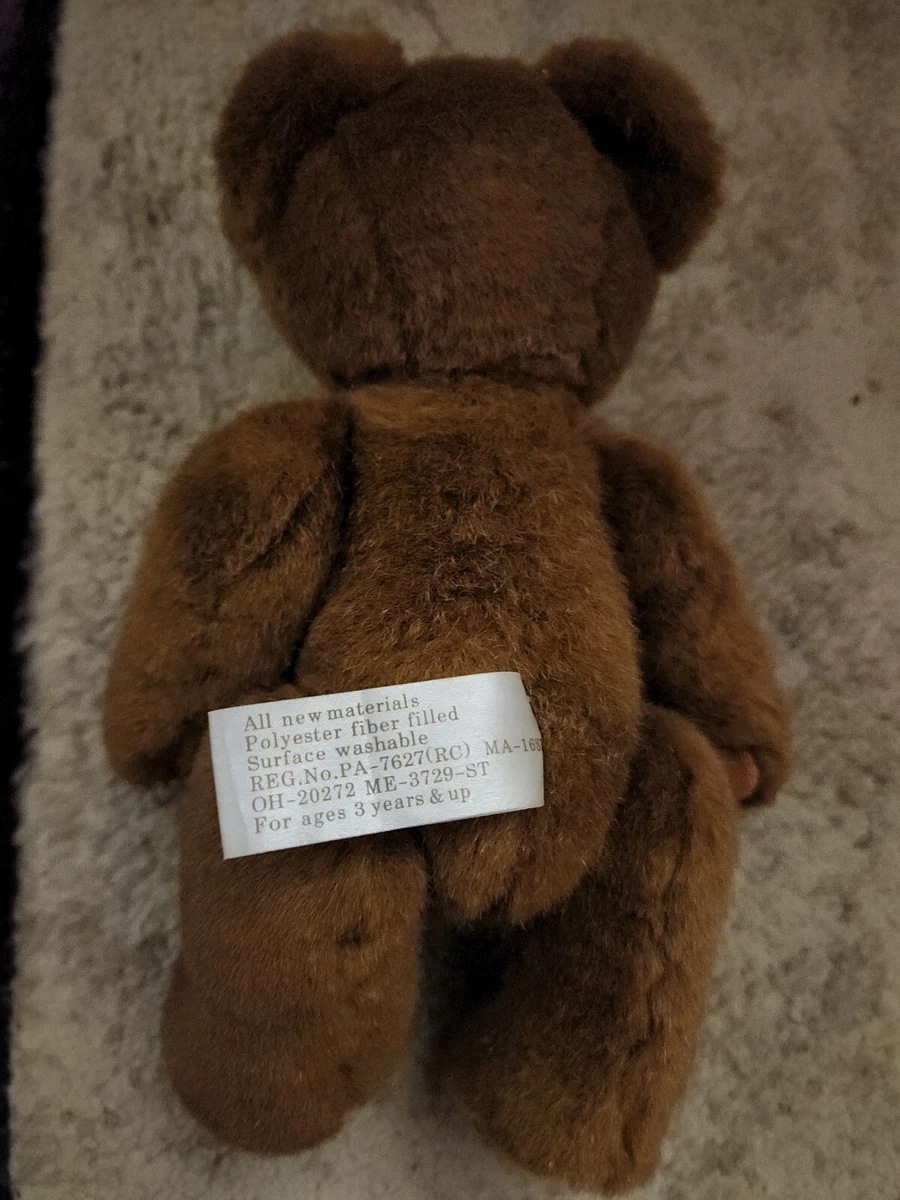 All new materials
Polyester fiber filled
Surface washable
REG.No.PA-7627(RC)
OH-20272 ME-3729-ST
For ages 3 years & up